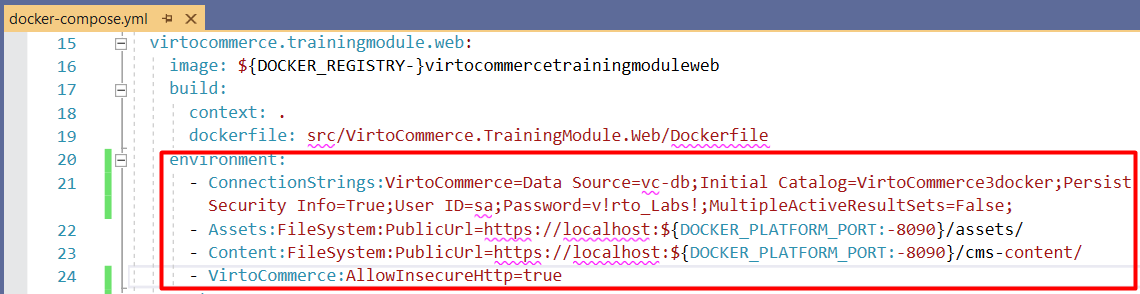 docker-compose.yml
15 virtocommerce.trainingmodule.web:
16 image: ${DOCKER_REGISTRY-}virtocommercetrainingmoduleweb
17 build:
18 context: .
19 dockerfile: src/VirtoCommerce.TrainingModule.Web/Dockerfile
20 environment:
21 - ConnectionStrings:VirtoCommerce=Data Source=vc-db;Initial Catalog=VirtoCommerce3docker;Persist
Security Info=True;User ID=sa;Password=v!rto_Labs!;MultipleActiveResultSets=False;
22 - Assets:FileSystem:PublicUrl=https://localhost:${DOCKER_PLATFORM_PORT:-8090}/assets/
23 - Content:FileSystem:PublicUrl=https://localhost:${DOCKER_PLATFORM_PORT:-8090}/cms-content/
24 - VirtoCommerce:AllowInsecureHttp=true